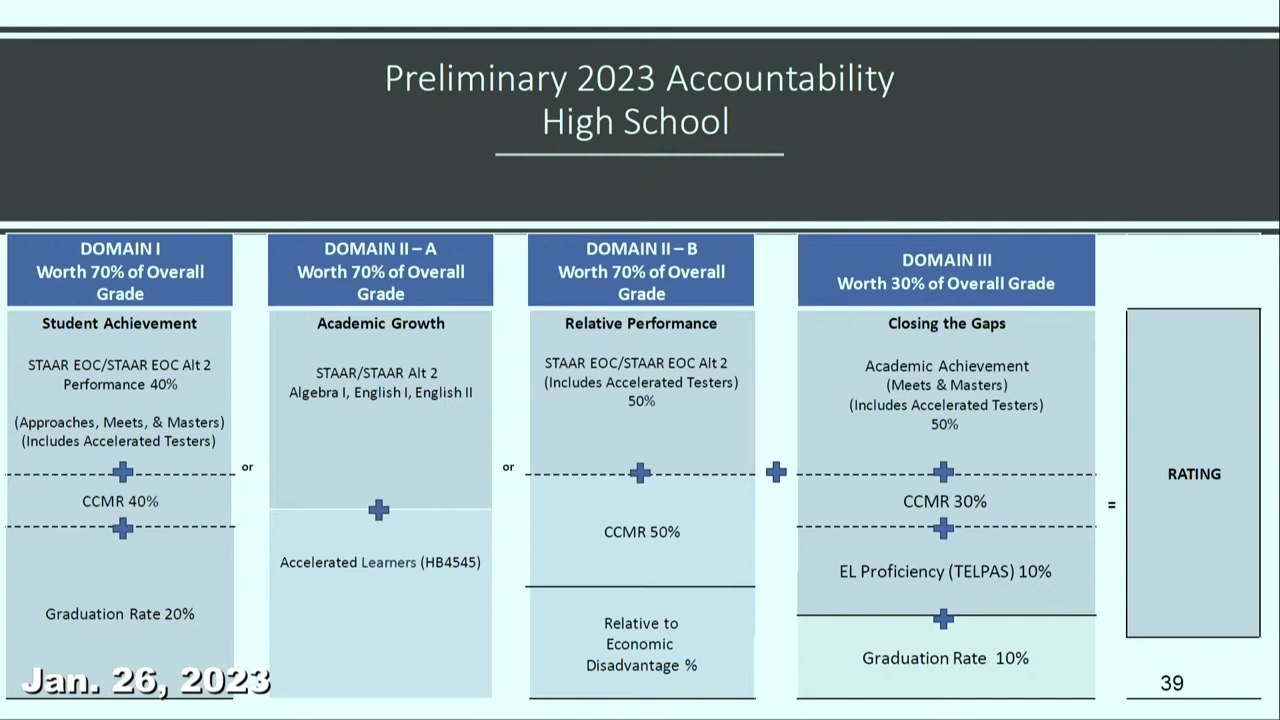 Preliminary 2023 Accountability
High School
DOMAIN I
Worth 70% of Overall
Grade
Student Achievement
STAAR EOC/STAAR EOC Alt 2
Performance 40%
(Approaches, Meets, & Masters)
(Includes Accelerated Testers)
CCMR 40%
Graduation Rate 20%
or
DOMAIN II – A
Worth 70% of Overall
Grade
Academic Growth
STAAR/STAAR Alt 2
Algebra I, English I, English II
Accelerated Learners (HB4545)
or
DOMAIN II – B
Worth 70% of Overall
Grade
Relative Performance
STAAR EOC/STAAR EOC Alt 2
(Includes Accelerated Testers)
50%
CCMR 50%
Relative to
Economic
Disadvantage %
DOMAIN III
Worth 30% of Overall Grade
Closing the Gaps
Academic Achievement
(Meets & Masters)
(Includes Accelerated Testers)
50%
CCMR 30%
EL Proficiency (TELPAS) 10%
Graduation Rate 10%
=
RATING
Jan. 26, 2023
39